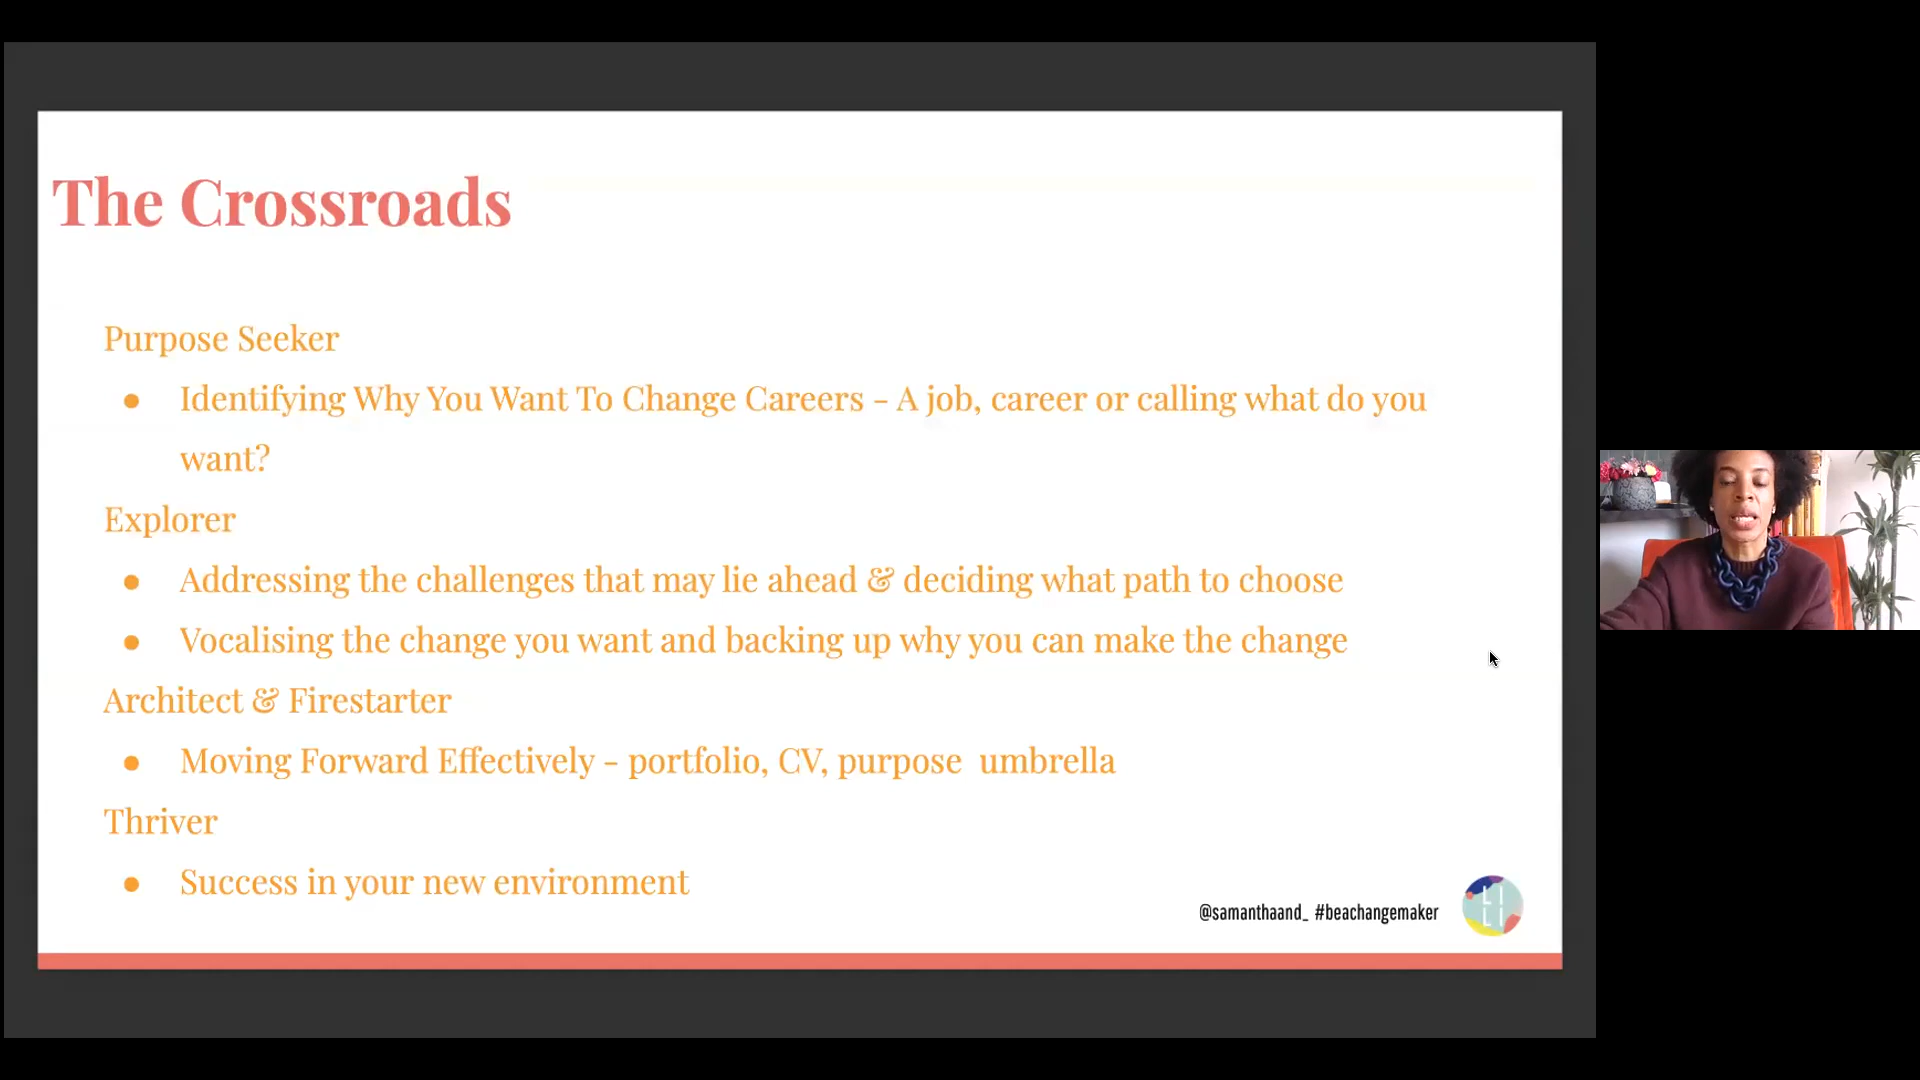 The Crossroads
Purpose Seeker
● Identifying Why You Want To Change Careers - A job, career or calling what do you
want?
Explorer
● Addressing the challenges that may lie ahead & deciding what path to choose
● Vocalising the change you want and backing up why you can make the change
Architect & Firestarter
● Moving Forward Effectively - portfolio, CV, purpose  umbrella
Thriver
● Success in your new environment
@samanthaand_ #beachangemaker
LI
LI